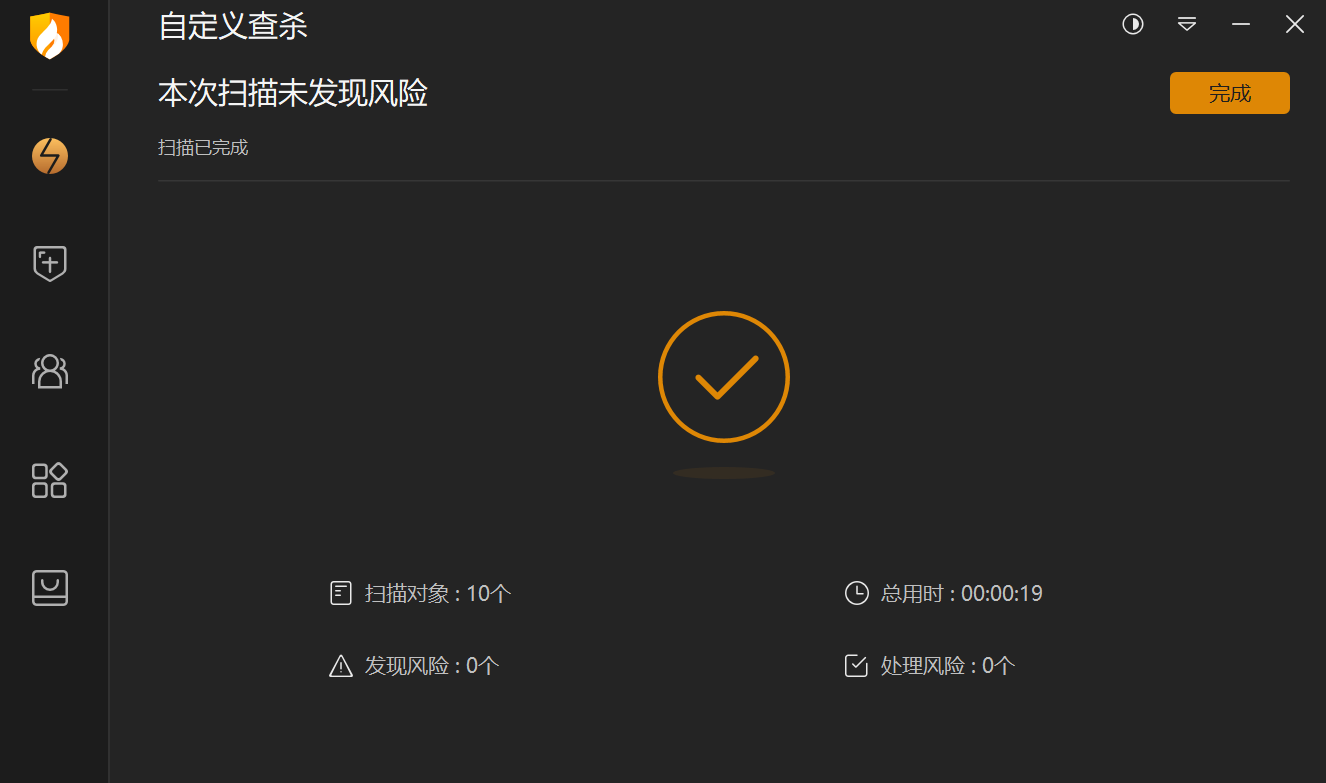 自定义查杀
本次扫描未发现风险
完成
扫描已完成
扫描对象 : 10个
总用时 : 00:00:19
发现风险 : 0个
处理风险 : 0个